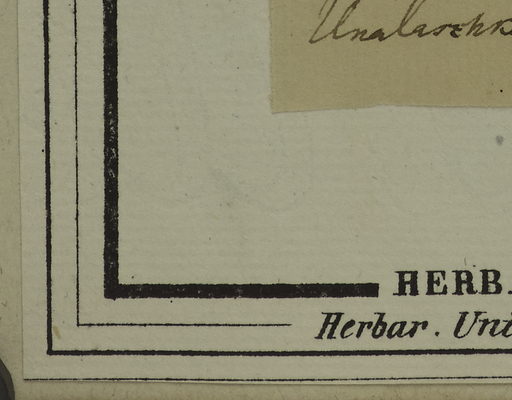 Unalaschk
HERB.
Herbar. Uni